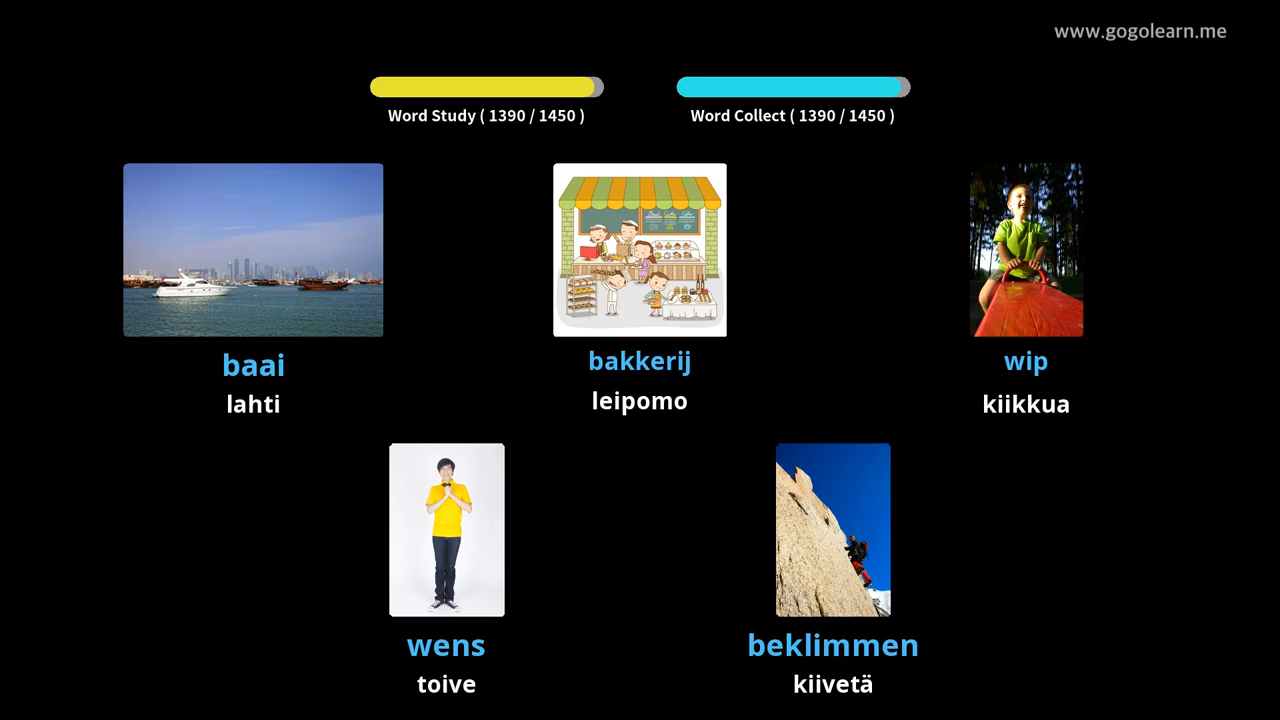 www.gogolearn.me
Word Study ( 1390 / 1450 )
Word Collect ( 1390 / 1450 )
baai
lahti
bakkerij
leipomo
wip
kiikkua
wens
toive
beklimmen
kiivetä